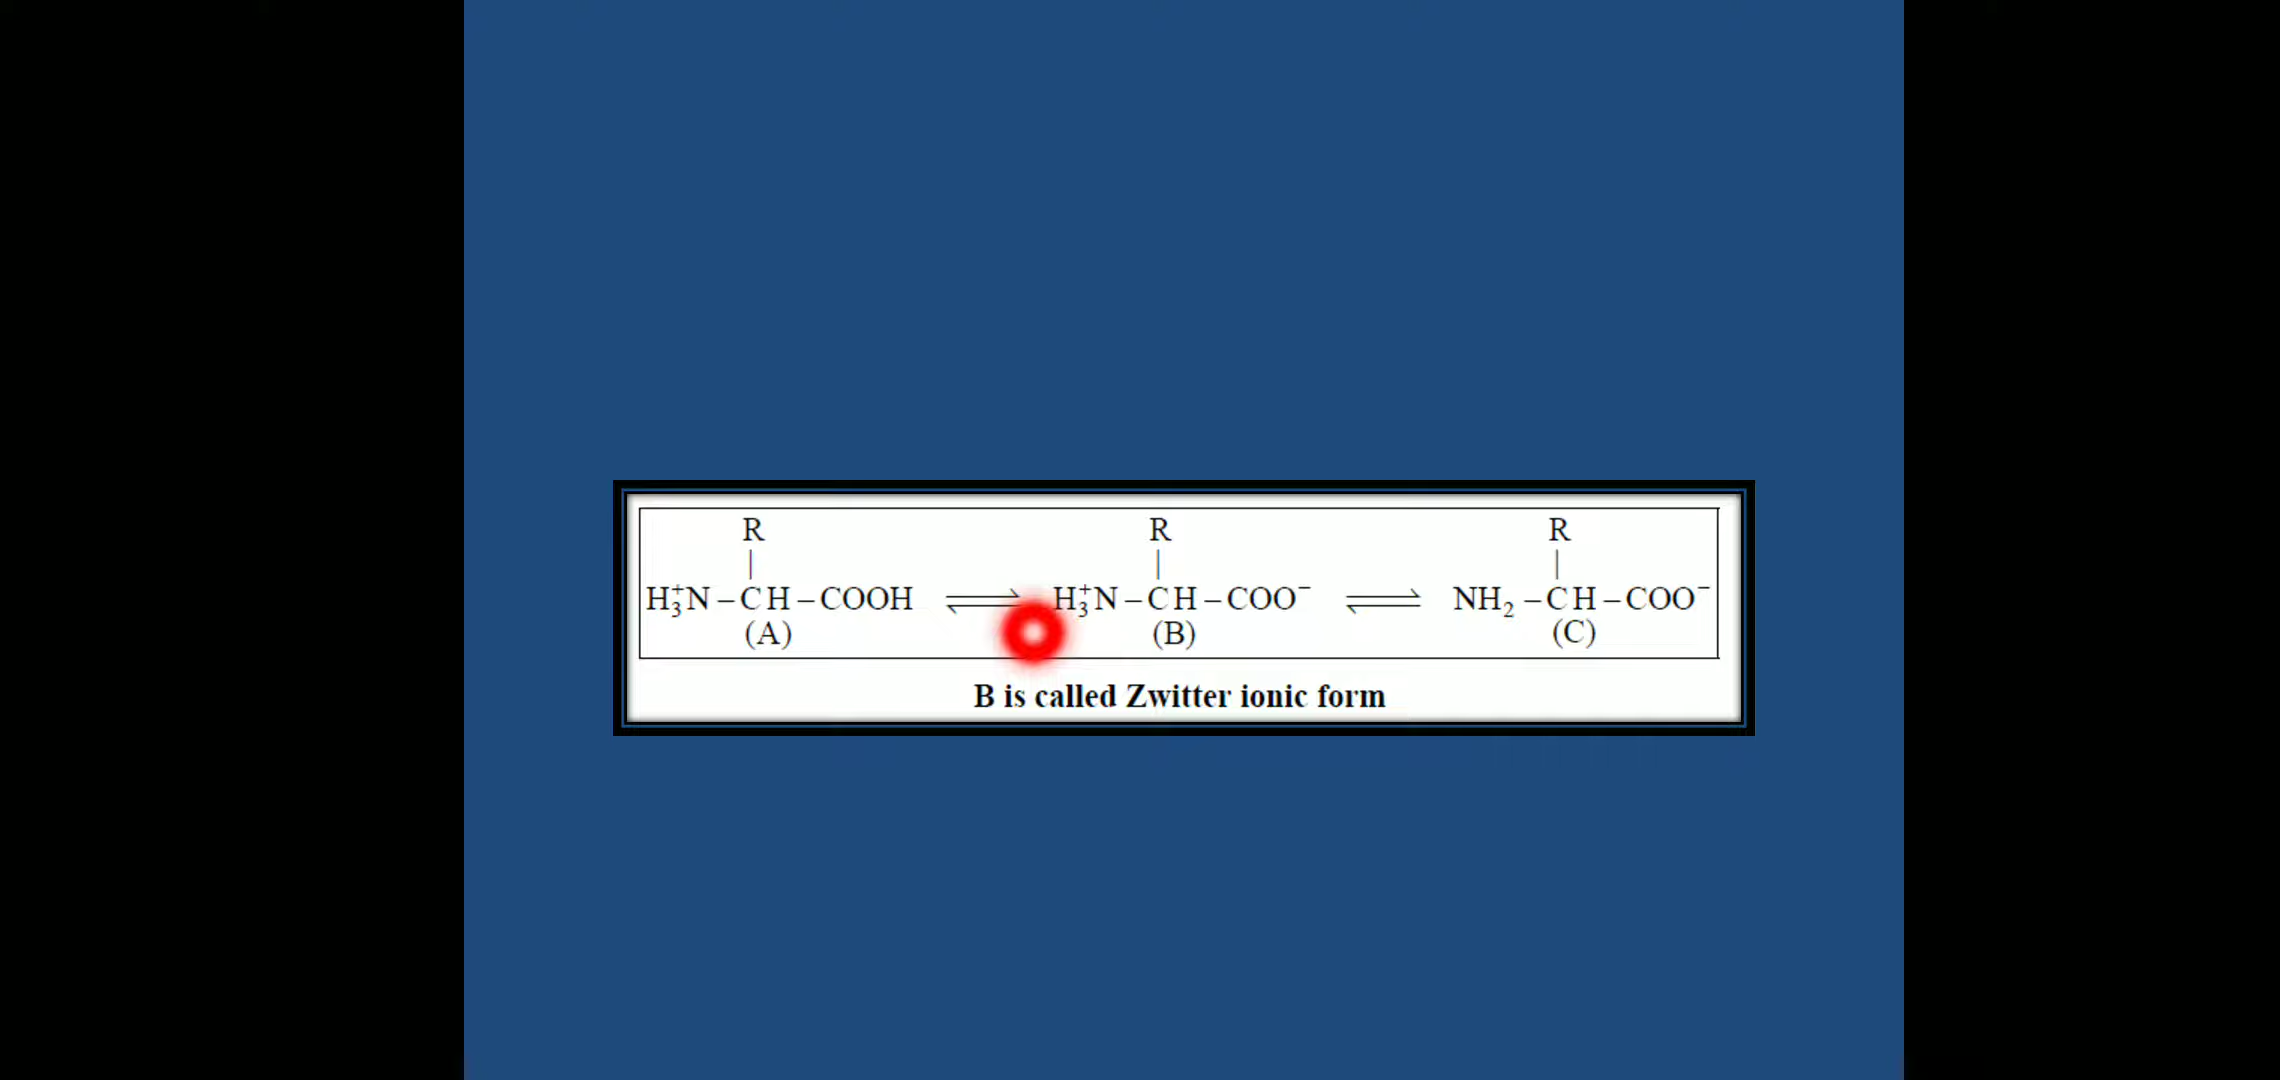 R R R
| | |
H₃⁺N – CH – COOH ⇌ H₃⁺N – CH – COO⁻ ⇌ NH₂ – CH – COO⁻
(A) (B) (C)
B is called Zwitter ionic form